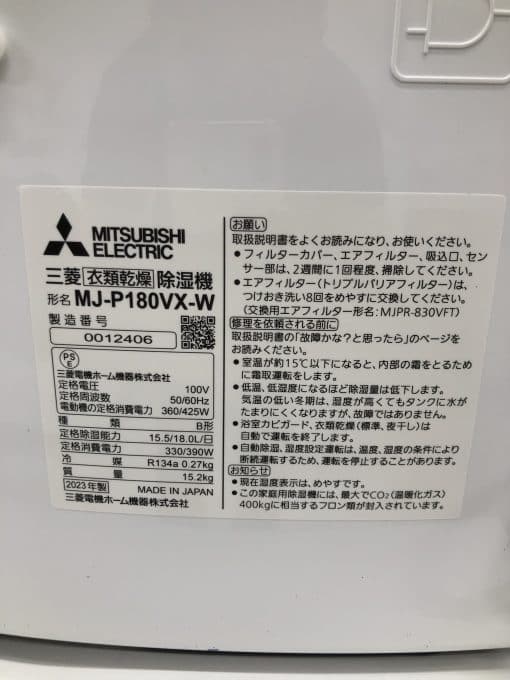 MITSUBISHI
ELECTRIC
三菱 衣類乾燥 除湿機
形名 MJ-P180VX-W
製造番号
0012406
PS
E
三菱電機ホーム機器株式会社
定格電圧 100V
定格周波数 50/60Hz
電動機の定格消費電力 360/425W
種類 B形
定格除湿能力 15.5/18.0L/日
定格消費電力 330/390W
冷媒 R134a 0.27kg
質量 15.2kg
2023年製 MADE IN JAPAN
三菱電機ホーム機器株式会社
お願い
取扱説明書をよくお読みになり、お使いください。
●フィルターカバー、エアフィルター、吸込口、セン
サー部は、2週間に1回程度、掃除してください。
●エアフィルター(トリプルバリアフィルター)は、
つけおき洗い8回をめやすに交換してください。
(交換用エアフィルター形名:MJPR-830VFT)
修理を依頼される前に
取扱説明書の「故障かな?と思ったら」のページを
お読みください。
●室温が約15℃以下になると、内部の霜をとるため
に霜取運転をします。
●低温、低湿度になるほど除湿量は低下します。
気温の低い冬期は、湿度が高くてもタンクに水が
たまりにくくなりますが、故障ではありません。
●浴室カビガード、衣類乾燥(標準、夜干し)は
自動で運転を終了します。
●自動除湿、湿度設定運転は、温度、湿度の条件により
断続運転するため、運転を停止することがあります。
お知らせ
●現在湿度表示は、めやすです。
●この家庭用除湿機には、最大でCO₂(温暖化ガス)
400kgに相当するフロン類が封入されています。